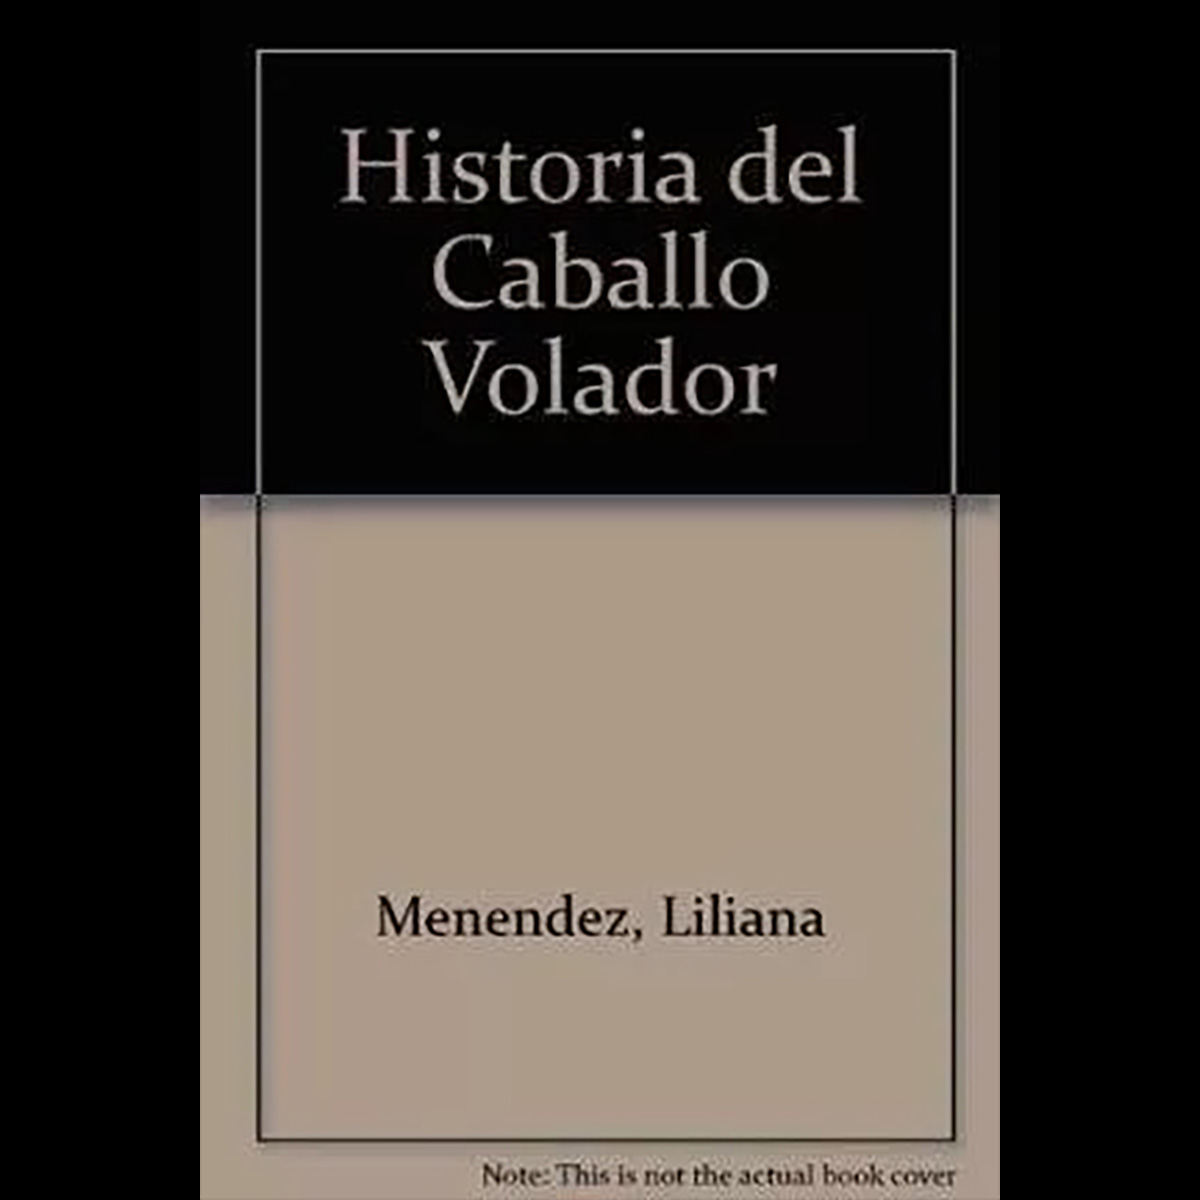 Historia del
Caballo
Volador
Menendez, Liliana
Note: This is not the actual book cover